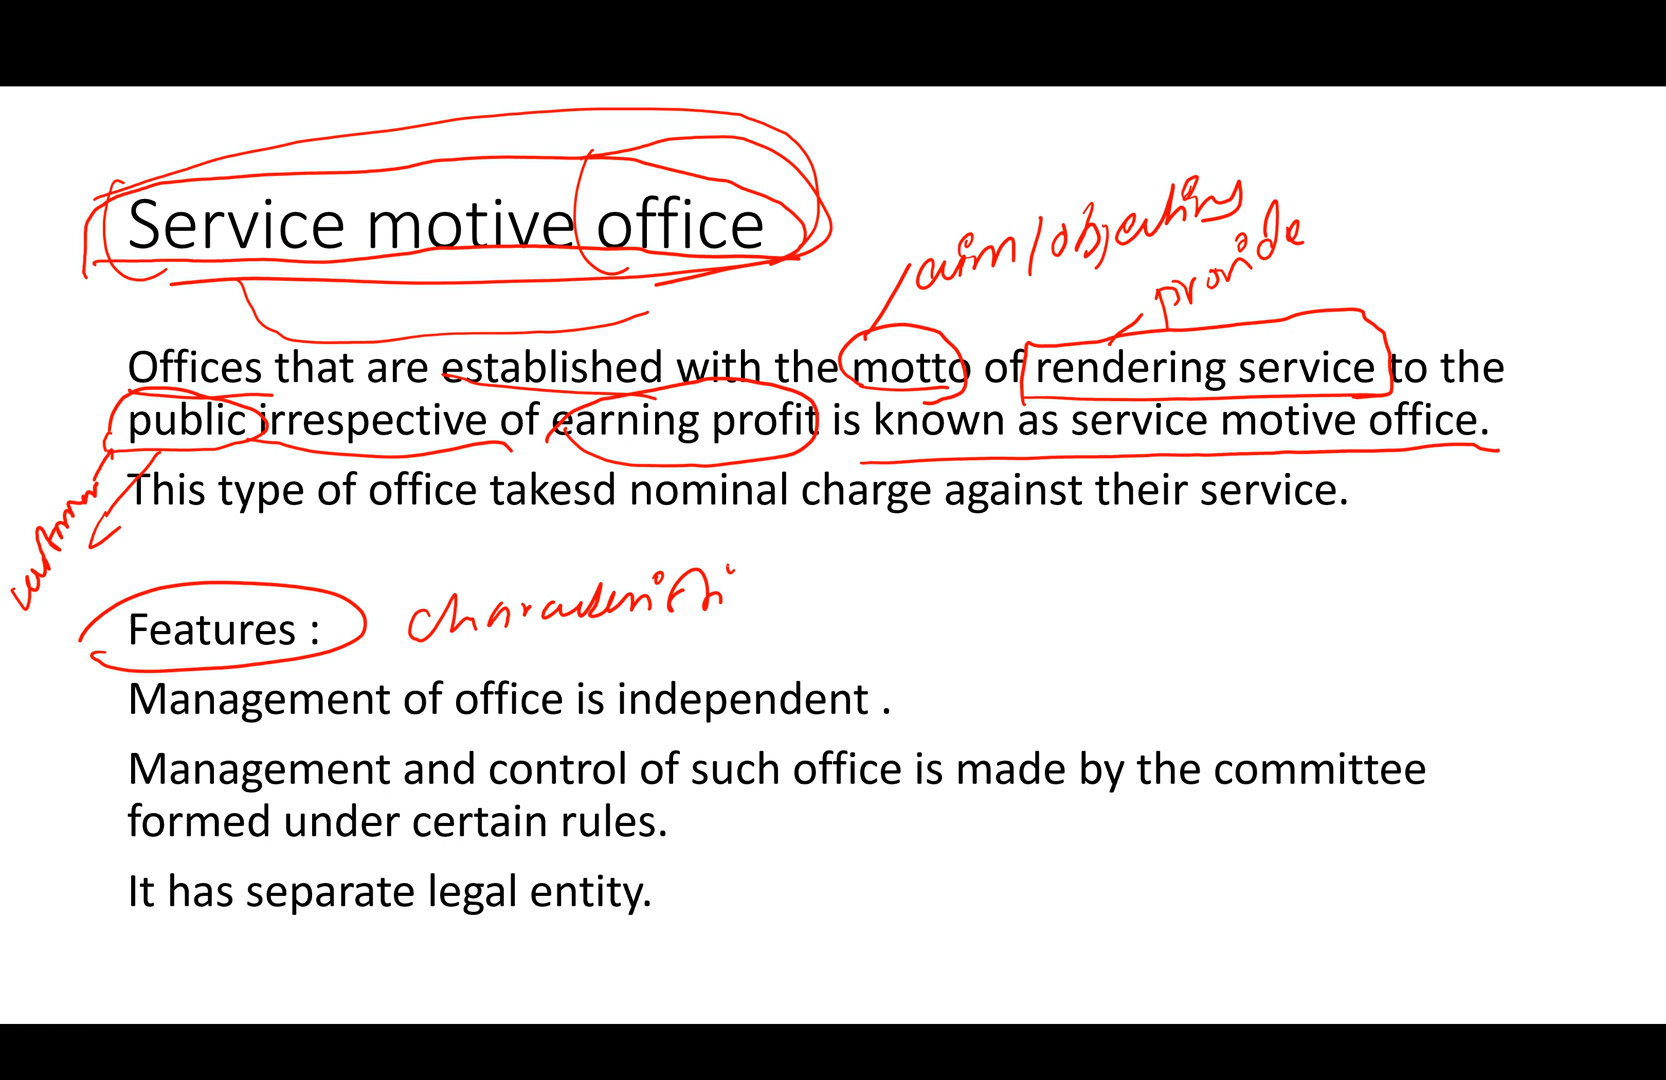 Service motive office
aim/objectives
provide
Offices that are established with the motto of rendering service to the
public irrespective of earning profit is known as service motive office.
This type of office takesd nominal charge against their service.
customer
Features :
Management of office is independent .
Management and control of such office is made by the committee
formed under certain rules.
It has separate legal entity.